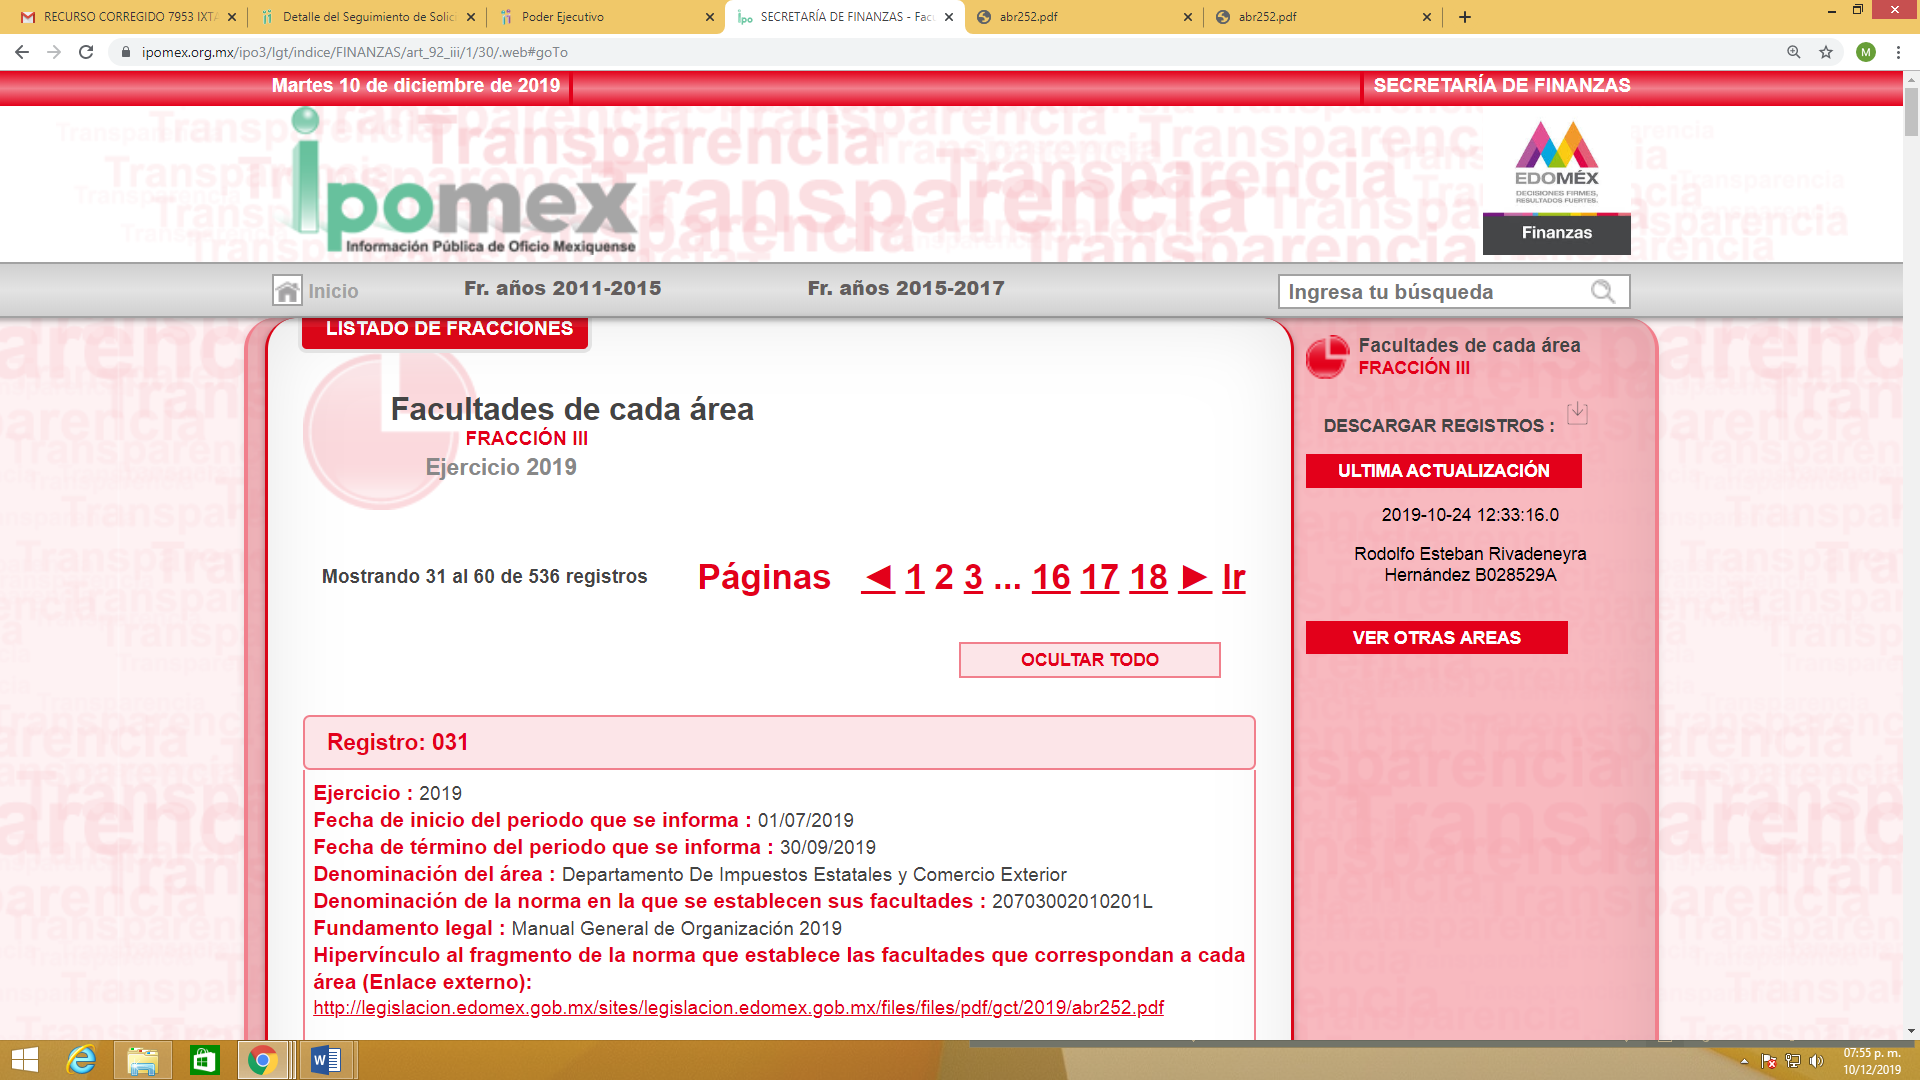 RECURSO CORREGIDO 7953 IXTA
Detalle del Seguimiento de Solici
Poder Ejecutivo
SECRETARÍA DE FINANZAS - Fac
abr252.pdf
abr252.pdf
ipomex.org.mx/ipo3/lgt/indice/FINANZAS/art_92_iii/1/30/.web#goTo
M
Martes 10 de diciembre de 2019
SECRETARÍA DE FINANZAS
Transparencia
ipomex
Información Pública de Oficio Mexiquense
EDOMÉX
DECISIONES FIRMES,
RESULTADOS FUERTES.
Finanzas
Inicio
Fr. años 2011-2015
Fr. años 2015-2017
Ingresa tu búsqueda
LISTADO DE FRACCIONES
Facultades de cada área
FRACCIÓN III
Ejercicio 2019
Mostrando 31 al 60 de 536 registros
Páginas ◄ 1 2 3 ... 16 17 18 ► Ir
OCULTAR TODO
Registro: 031
Ejercicio : 2019
Fecha de inicio del periodo que se informa : 01/07/2019
Fecha de término del periodo que se informa : 30/09/2019
Denominación del área : Departamento De Impuestos Estatales y Comercio Exterior
Denominación de la norma en la que se establecen sus facultades : 20703002010201L
Fundamento legal : Manual General de Organización 2019
Hipervínculo al fragmento de la norma que establece las facultades que correspondan a cada
área (Enlace externo):
http://legislacion.edomex.gob.mx/sites/legislacion.edomex.gob.mx/files/files/pdf/gct/2019/abr252.pdf
Facultades de cada área
FRACCIÓN III
DESCARGAR REGISTROS :
ULTIMA ACTUALIZACIÓN
2019-10-24 12:33:16.0
Rodolfo Esteban Rivadeneyra
Hernández B028529A
VER OTRAS AREAS
07:55 p. m.
10/12/2019